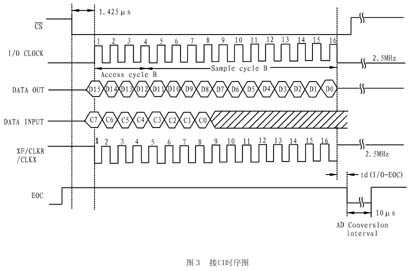 CS
1.425μs
I/O CLOCK
1 2 3 4 5 6 7 8 9 10 11 12 13 14 15 16
2.5MHz
Access cycle B
Sample cycle B
DATA OUT
D15 D14 D13 D12 D11 D10 D9 D8 D7 D6 D5 D4 D3 D2 D1 D0
DATA INPUT
C7 C6 C5 C4 C3 C2 C1 C0
XF/CLKR
/CLKX
1 2 3 4 5 6 7 8 9 10 11 12 13 14 15 16
2.5MHz
EOC
td(I/O-EOC)
10μs
AD Conversion
interval
图 3 接口时序图